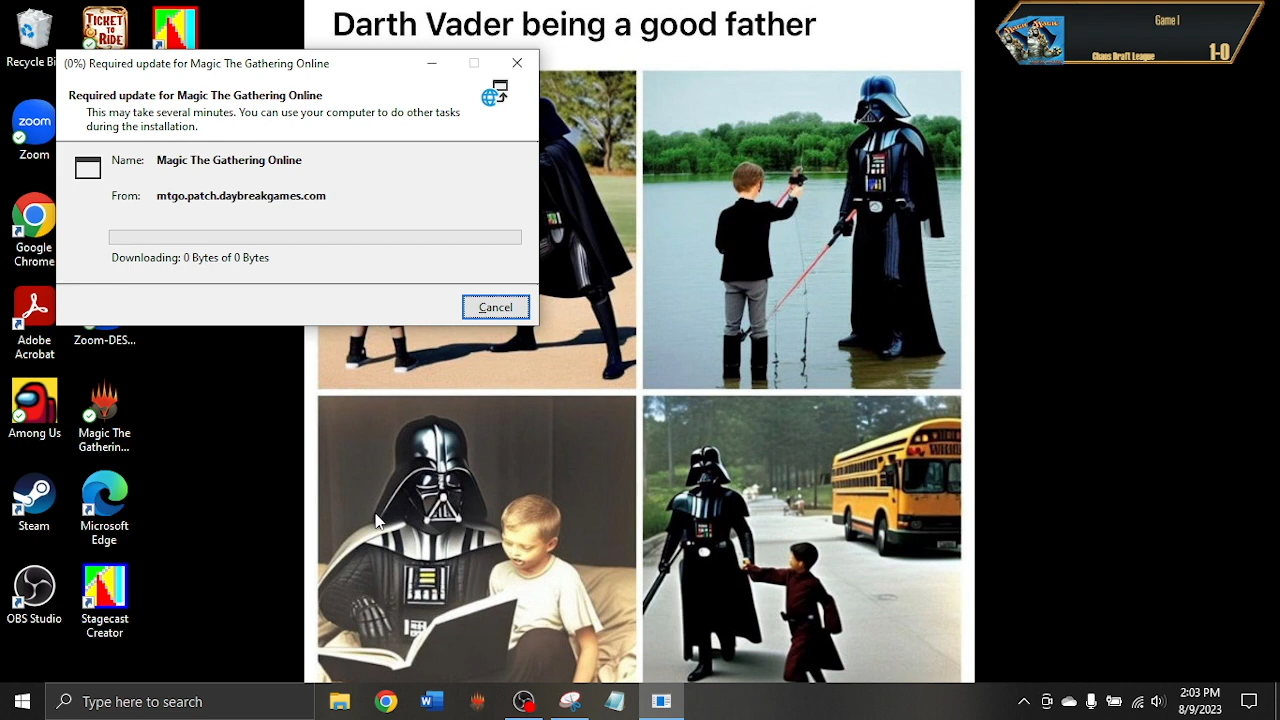 Darth Vader being a good father
Game 1
Chaos Draft League
1-0
MAGIC MAGIC
TICKET
TO
RIDE
Recycle Bi
(0%) Required update for Magic The Gathering Online
Required update for Magic The Gathering Online
This may take several minutes. You can use your computer to do other tasks
during the installation.
Name: Magic The Gathering Online
From: mtgo.patch.daybreakgames.com
Downloading: 0 Bytes of 0 Bytes
Cancel
zoom
Zoom
Google
Chrome
Adobe
Acrobat
Zoom-DES...
Among Us
Magic The
Gatherin...
Steam
Microsoft
Edge
OBS Studio
Stagecast
Creator
Type here to search
2:03 PM
8/9/2023